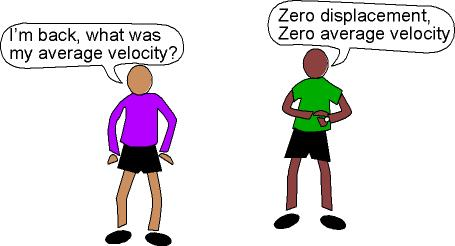 I'm back, what was
my average velocity?
Zero displacement,
Zero average velocity